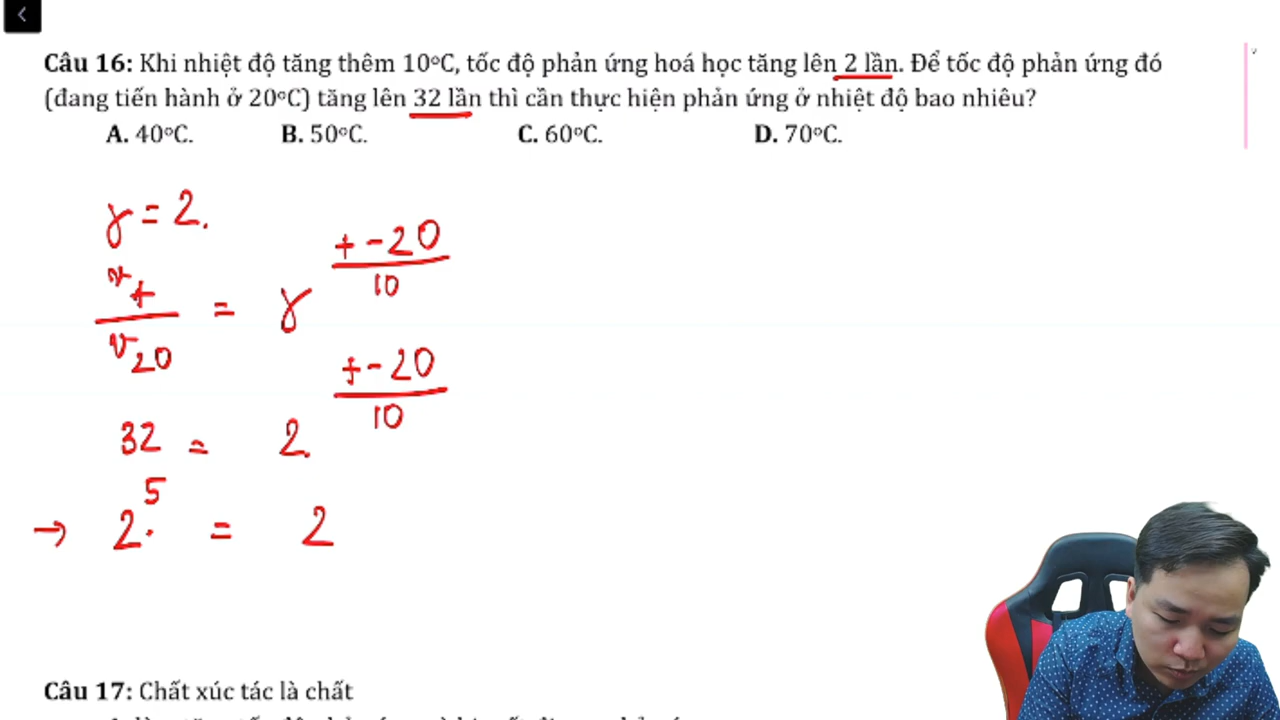 Câu 16: Khi nhiệt độ tăng thêm 10°C, tốc độ phản ứng hoá học tăng lên 2 lần. Để tốc độ phản ứng đó
(đang tiến hành ở 20°C) tăng lên 32 lần thì cần thực hiện phản ứng ở nhiệt độ bao nhiêu?
A. 40°C. B. 50°C. C. 60°C. D. 70°C.
γ = 2.
v_t / v_20 = γ^((t-20)/10)
32 = 2^((t-20)/10)
→ 2^5 = 2
Câu 17: Chất xúc tác là chất